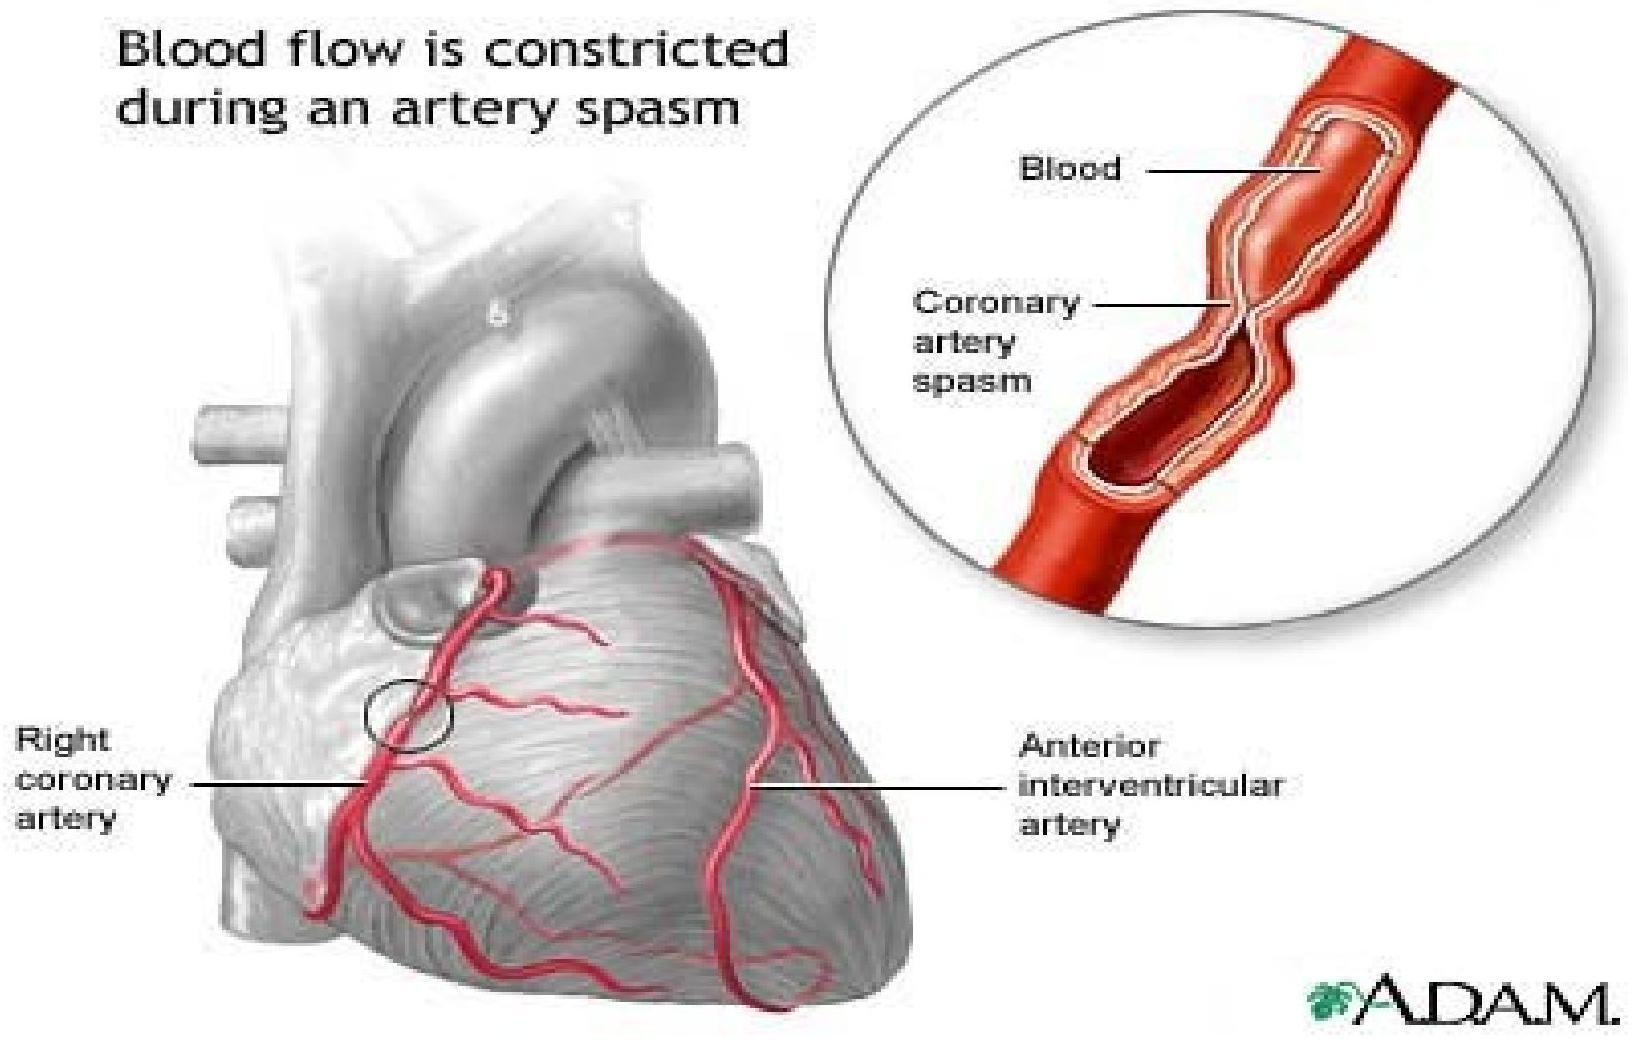 Blood flow is constricted
during an artery spasm
Blood
Coronary
artery
spasm
Right
coronary
artery
Anterior
interventricular
artery
A.D.A.M.